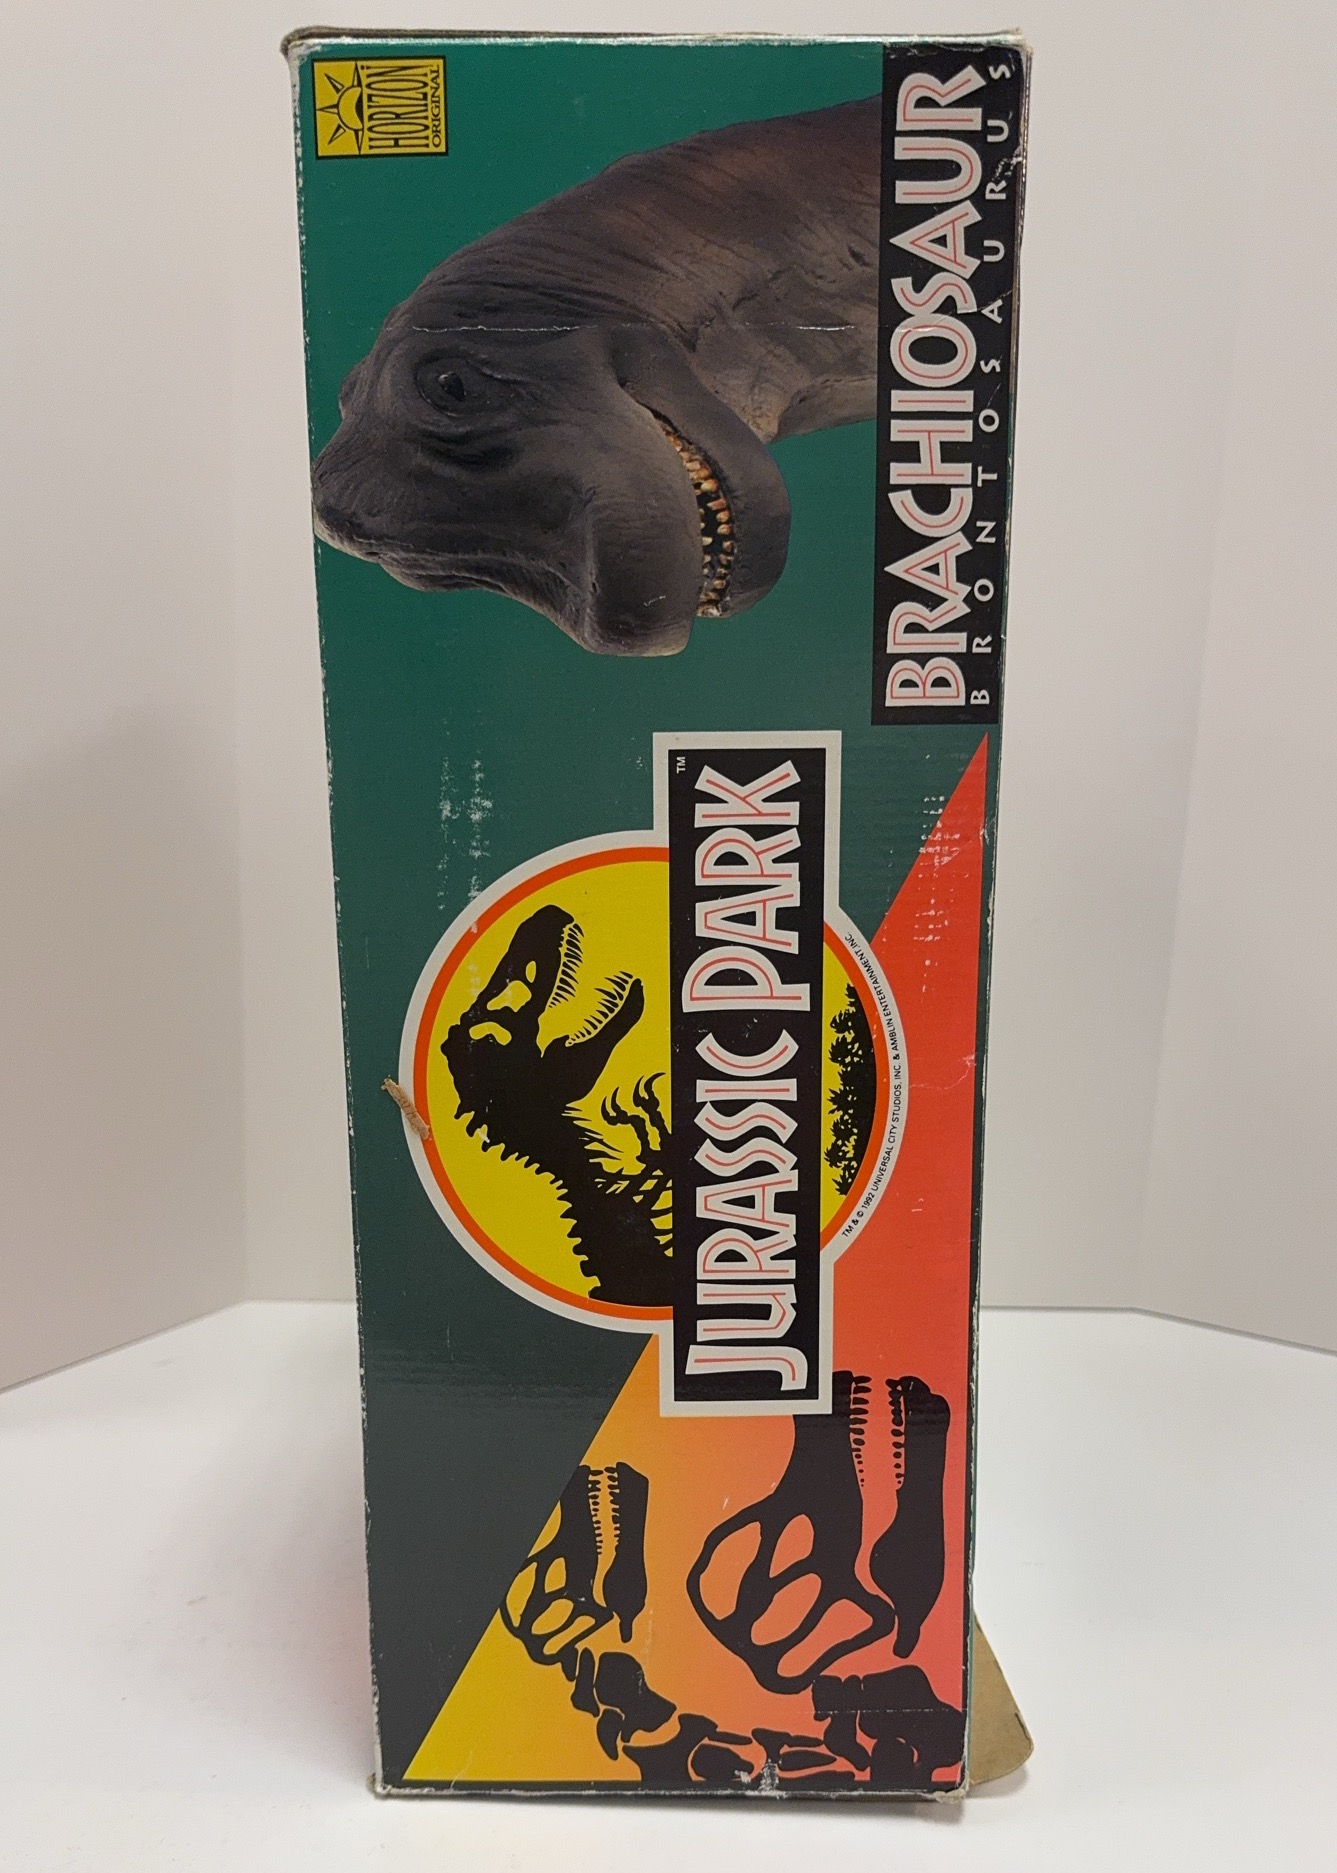 HORIZON
ORIGINAL
BRACHIOSAUR
BRONTOSAURUS
JURASSIC PARK
TM
TM & © 1992 UNIVERSAL CITY STUDIOS, INC. & AMBLIN ENTERTAINMENT, INC.